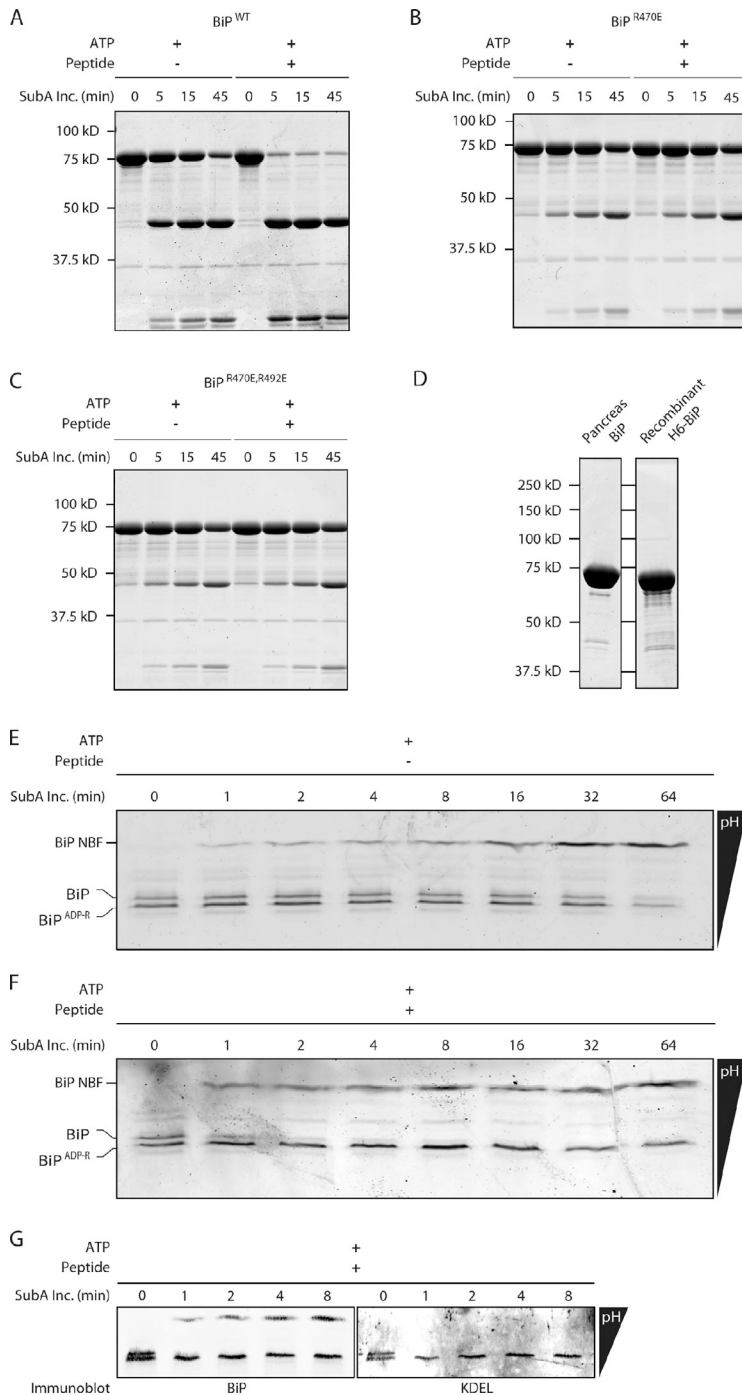 A
BiP WT
ATP + +
Peptide - +
SubA Inc. (min) 0 5 15 45 0 5 15 45
100 kD
75 kD
50 kD
37.5 kD
B
BiP R470E
ATP + +
Peptide - +
SubA Inc. (min) 0 5 15 45 0 5 15 45
100 kD
75 kD
50 kD
37.5 kD
C
BiP R470E,R492E
ATP + +
Peptide - +
SubA Inc. (min) 0 5 15 45 0 5 15 45
100 kD
75 kD
50 kD
37.5 kD
D
Pancreas
BiP
Recombinant
H6-BiP
250 kD
150 kD
100 kD
75 kD
50 kD
37.5 kD
E
ATP +
Peptide -
SubA Inc. (min) 0 1 2 4 8 16 32 64
pH
BiP NBF
BiP
BiP ADP-R
F
ATP +
Peptide +
SubA Inc. (min) 0 1 2 4 8 16 32 64
pH
BiP NBF
BiP
BiP ADP-R
G
ATP +
Peptide +
SubA Inc. (min) 0 1 2 4 8 0 1 2 4 8
pH
Immunoblot BiP KDEL